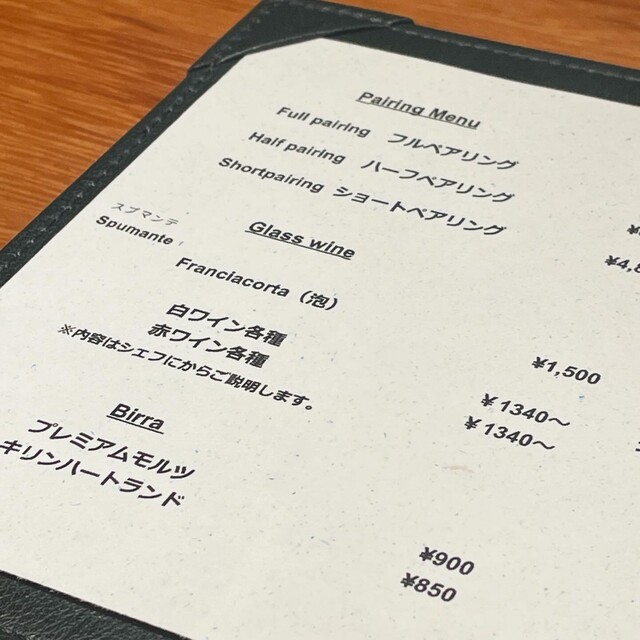 Pairing Menu
Full pairing フルペアリング
Half pairing ハーフペアリング
Shortpairing ショートペアリング
Glass wine
スプマンテ
Spumante
Franciacorta（泡） ¥1,500
白ワイン各種 ¥1340～
赤ワイン各種 ¥1340～
※内容はシェフにからご説明します。
Birra
プレミアムモルツ ¥900
キリンハートランド ¥850